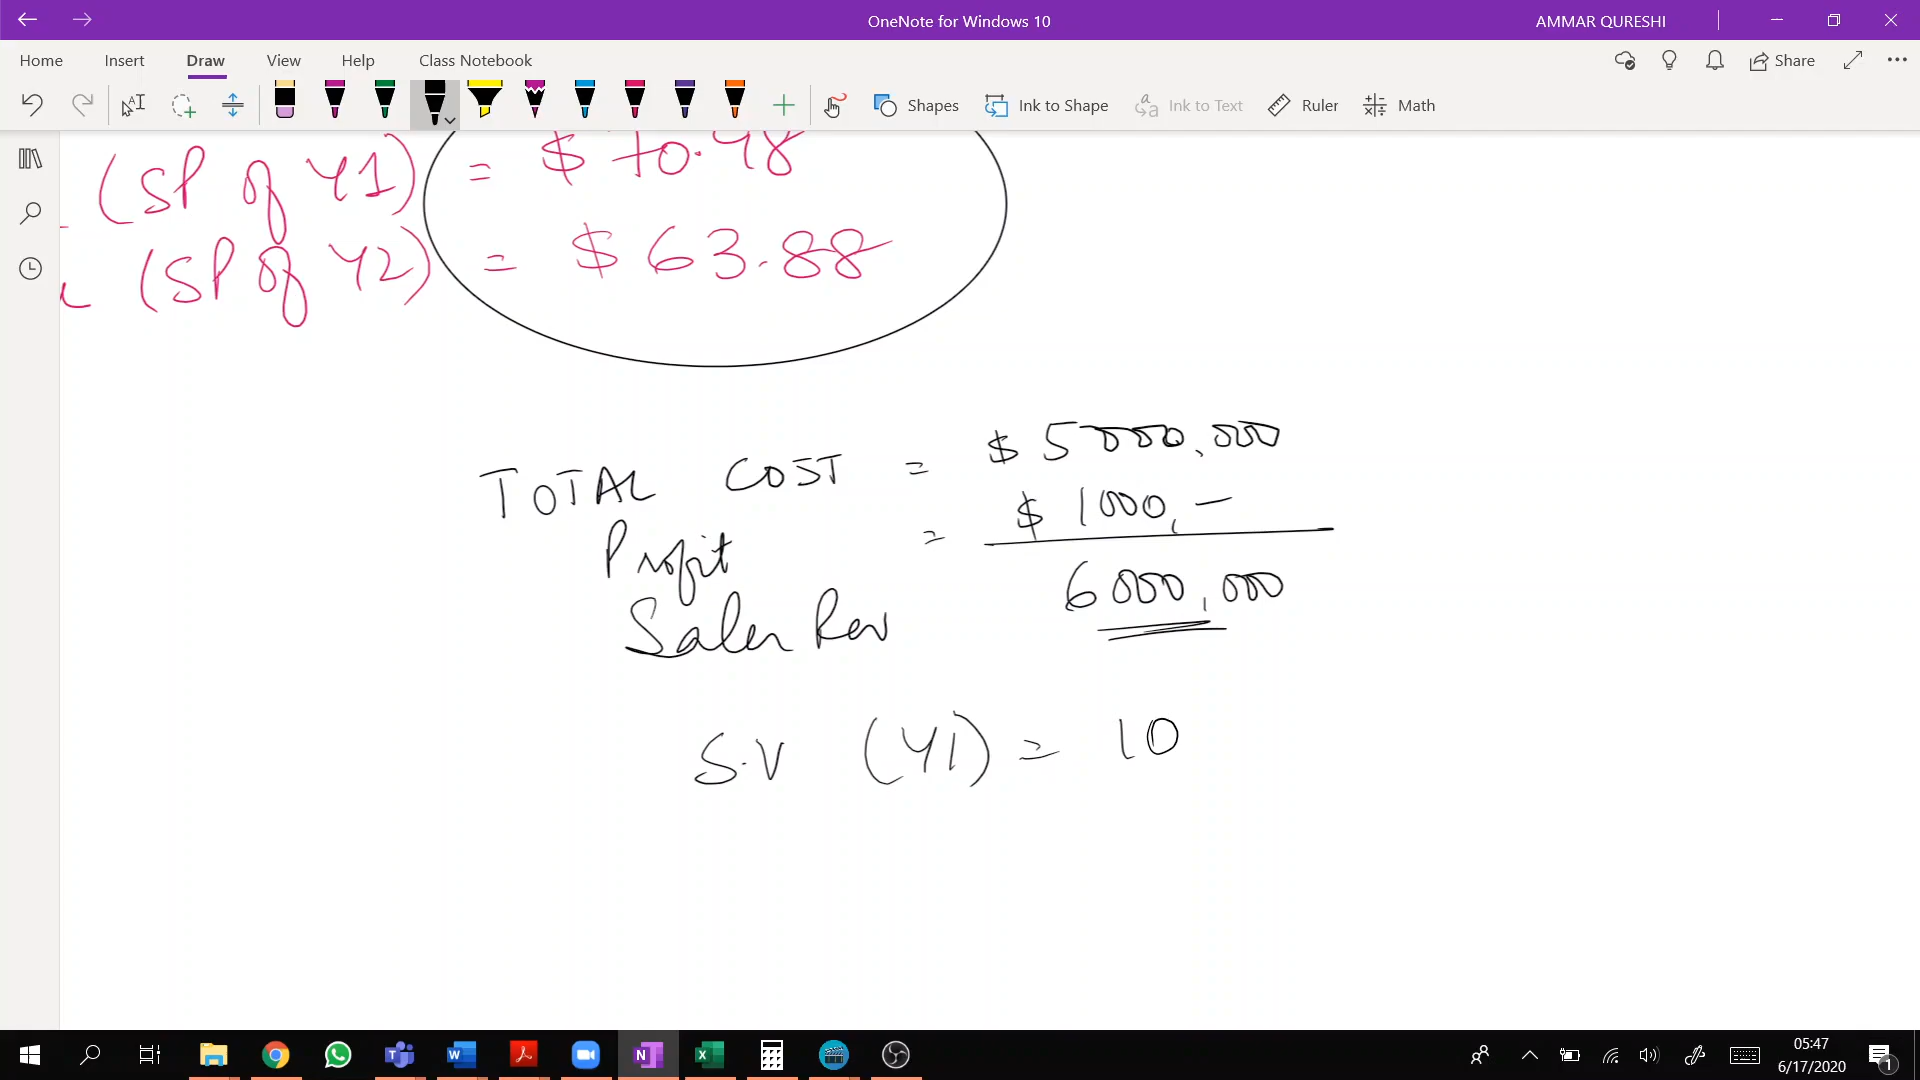 OneNote for Windows 10
AMMAR QURESHI
Home Insert Draw View Help Class Notebook
Share
Shapes Ink to Shape Ink to Text Ruler Math
(SP of Y1) = $ 70.48
(SP of Y2) = $ 63.88
TOTAL COST = $ 5000,000
Profit = $ 1000,—
Sales Rev 6000,000
S.V (Y1) = 10
05:47
6/17/2020
1